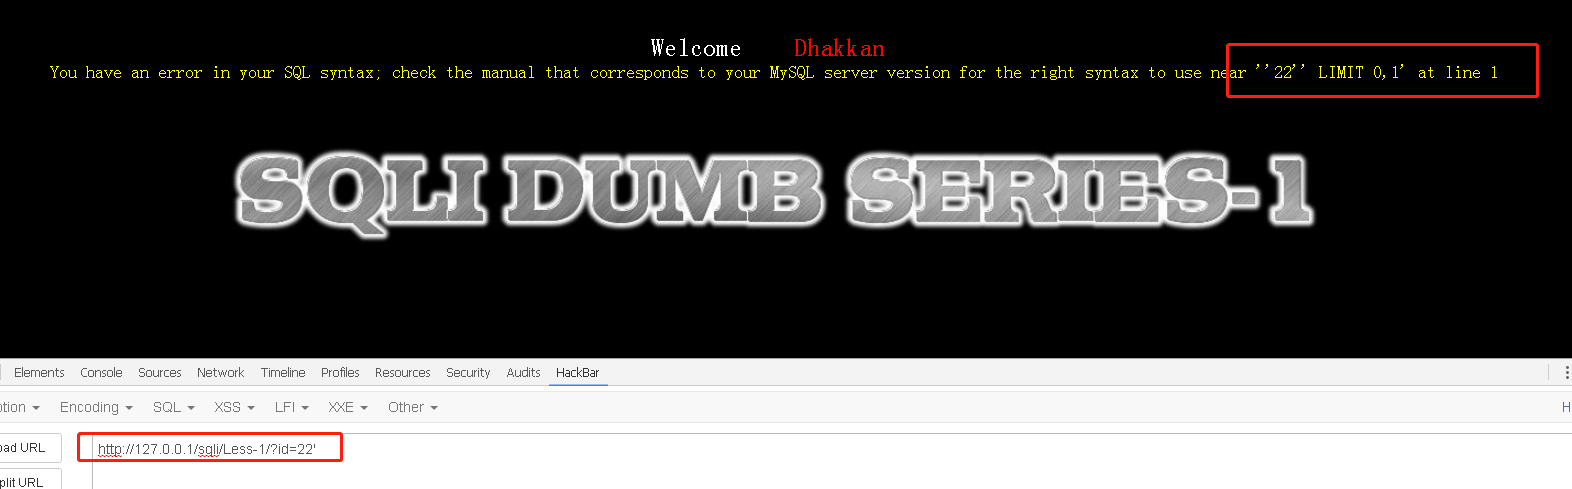 Welcome Dhakkan
You have an error in your SQL syntax; check the manual that corresponds to your MySQL server version for the right syntax to use near ''22'' LIMIT 0,1' at line 1
SQLI DUMB SERIES-1
Elements Console Sources Network Timeline Profiles Resources Security Audits HackBar
ption Encoding SQL XSS LFI XXE Other H
oad URL http://127.0.0.1/sqli/Less-1/?id=22'
plit URL